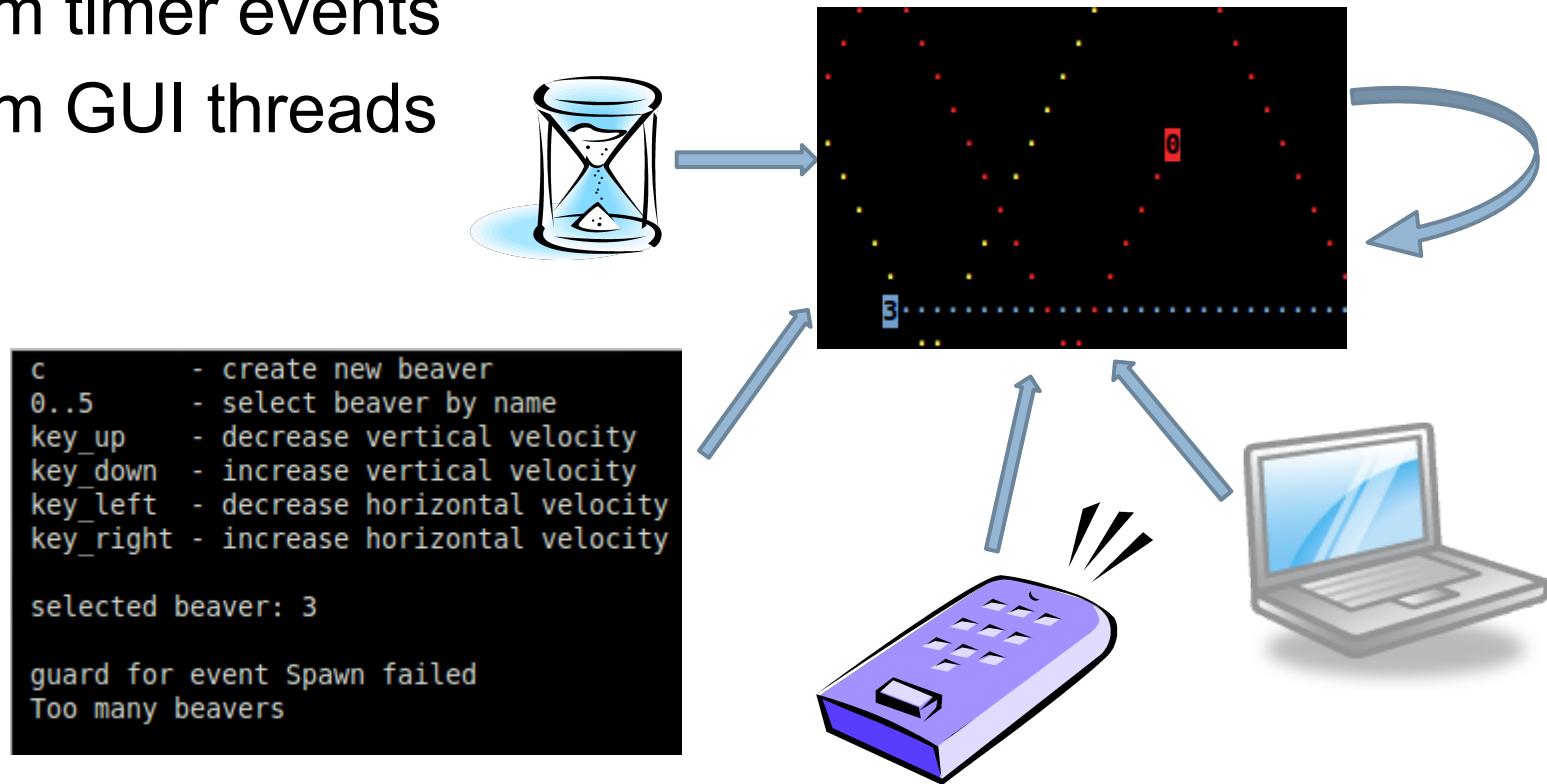 m timer events
m GUI threads
0
3
c         - create new beaver
0..5      - select beaver by name
key_up    - decrease vertical velocity
key_down  - increase vertical velocity
key_left  - decrease horizontal velocity
key_right - increase horizontal velocity
selected beaver: 3
guard for event Spawn failed
Too many beavers